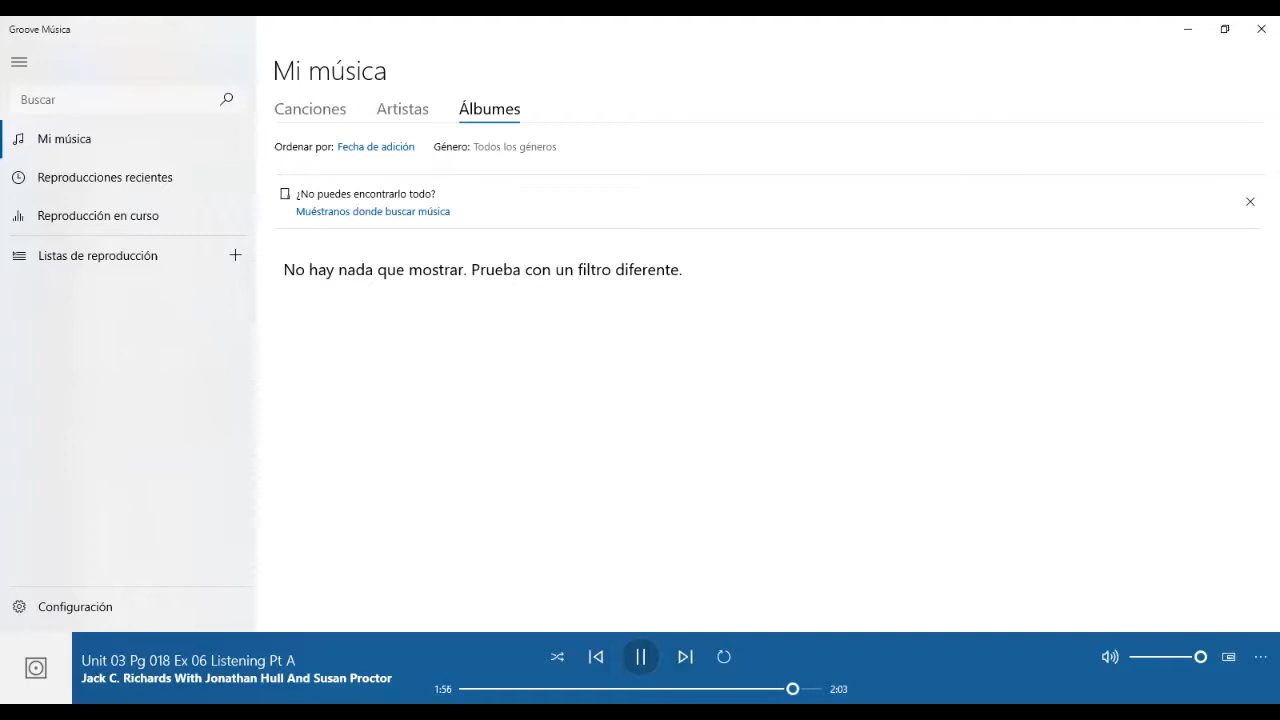 Groove Música
Buscar
Mi música
Reproducciones recientes
Reproducción en curso
Listas de reproducción
Configuración
Mi música
Canciones Artistas Álbumes
Ordenar por: Fecha de adición Género: Todos los géneros
¿No puedes encontrarlo todo?
Muéstranos donde buscar música
No hay nada que mostrar. Prueba con un filtro diferente.
Unit 03 Pg 018 Ex 06 Listening Pt A
Jack C. Richards With Jonathan Hull And Susan Proctor
1:56 2:03